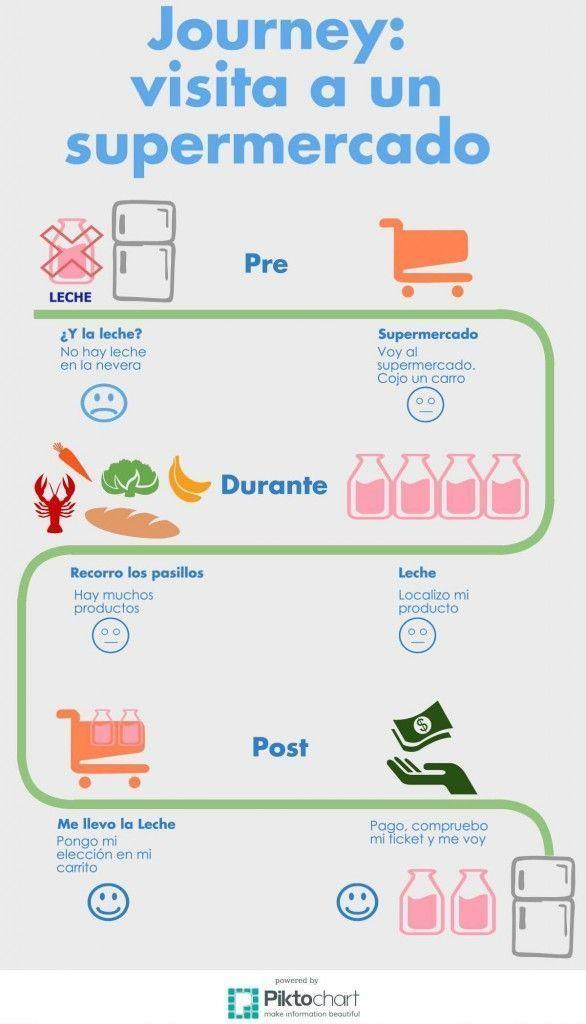 Journey:
visita a un
supermercado
Pre
LECHE
¿Y la leche?
No hay leche
en la nevera
Supermercado
Voy al
supermercado.
Cojo un carro
Durante
Recorro los pasillos
Hay muchos
productos
Leche
Localizo mi
producto
$
Post
Me llevo la Leche
Pongo mi
elección en mi
carrito
Pago, compruebo
mi ticket y me voy
powered by
Piktochart
make information beautiful